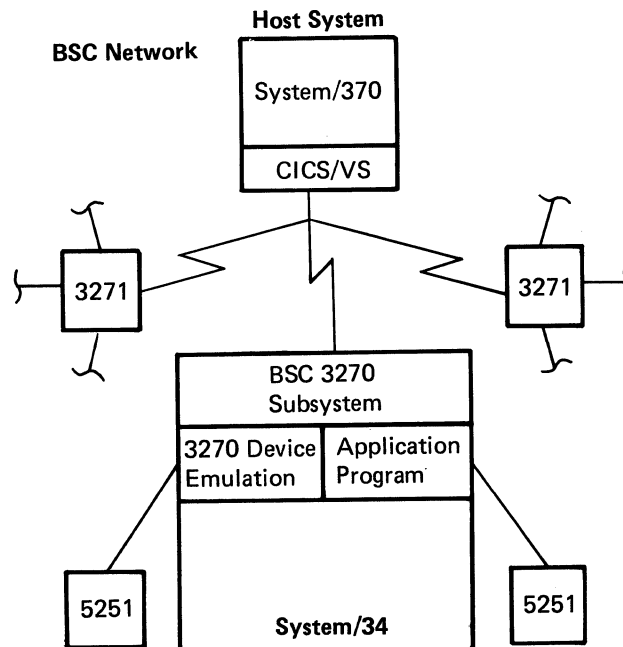 Host System
BSC Network
System/370
CICS/VS
3271
3271
BSC 3270
Subsystem
3270 Device
Emulation
Application
Program
5251
5251
System/34